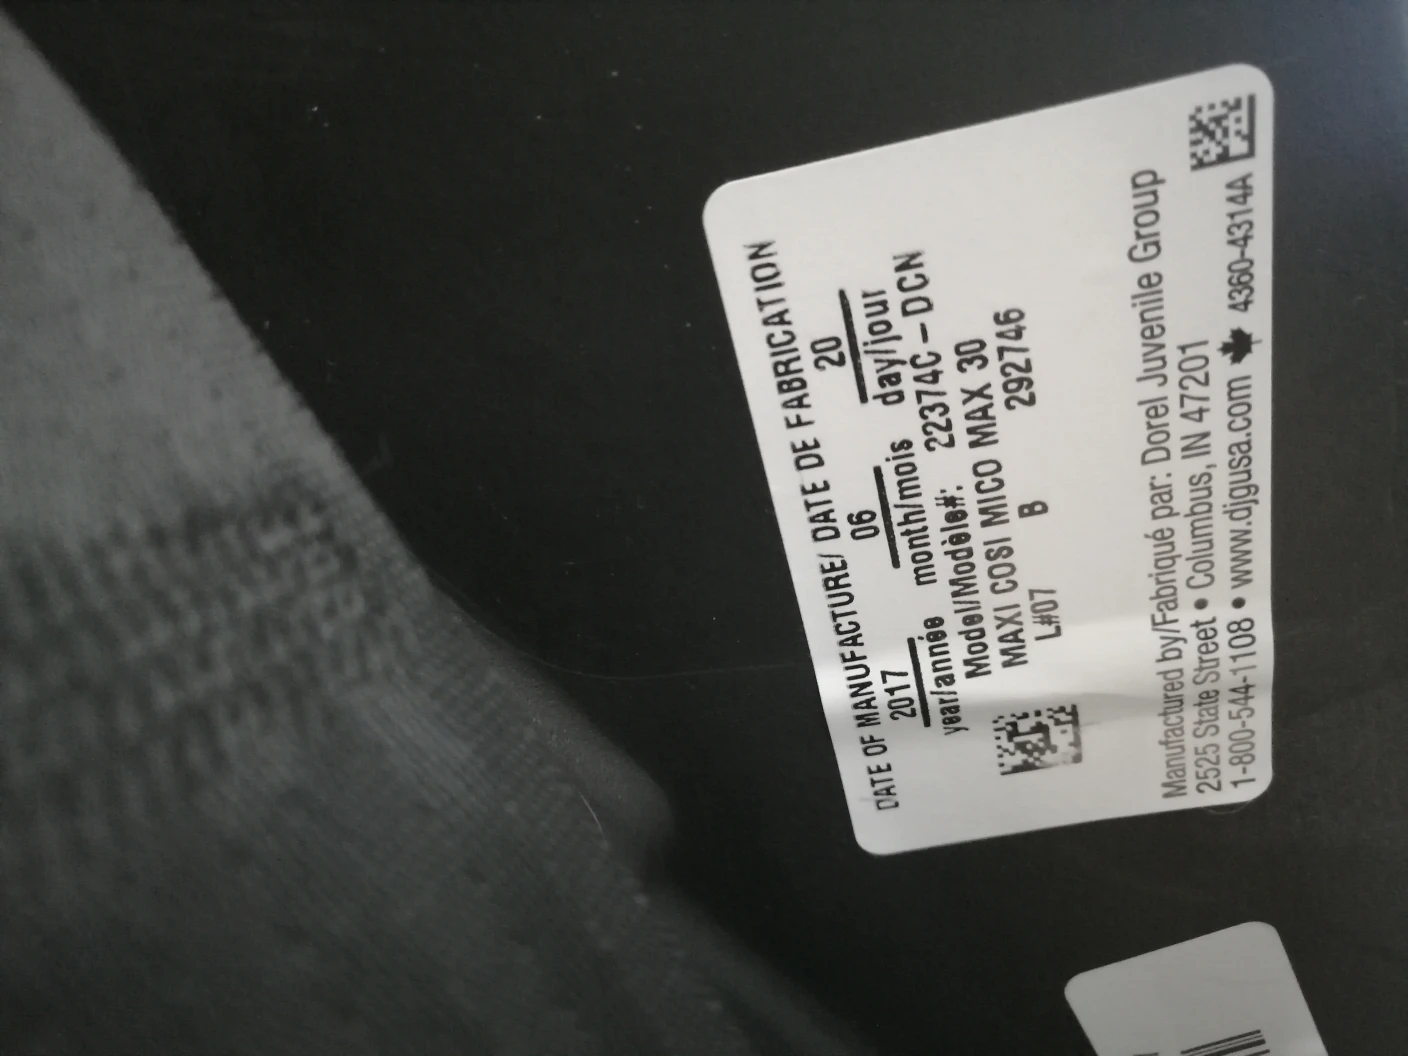 DATE OF MANUFACTURE/ DATE DE FABRICATION
2017 06 20
year/année month/mois day/jour
Model/Modèle#: 22374C - DCN
MAXI COSI MICO MAX 30
L#07 B 292746
Manufactured by/Fabriqué par: Dorel Juvenile Group
2525 State Street • Columbus, IN 47201
1-800-544-1108 • www.djgusa.com 4360-4314A